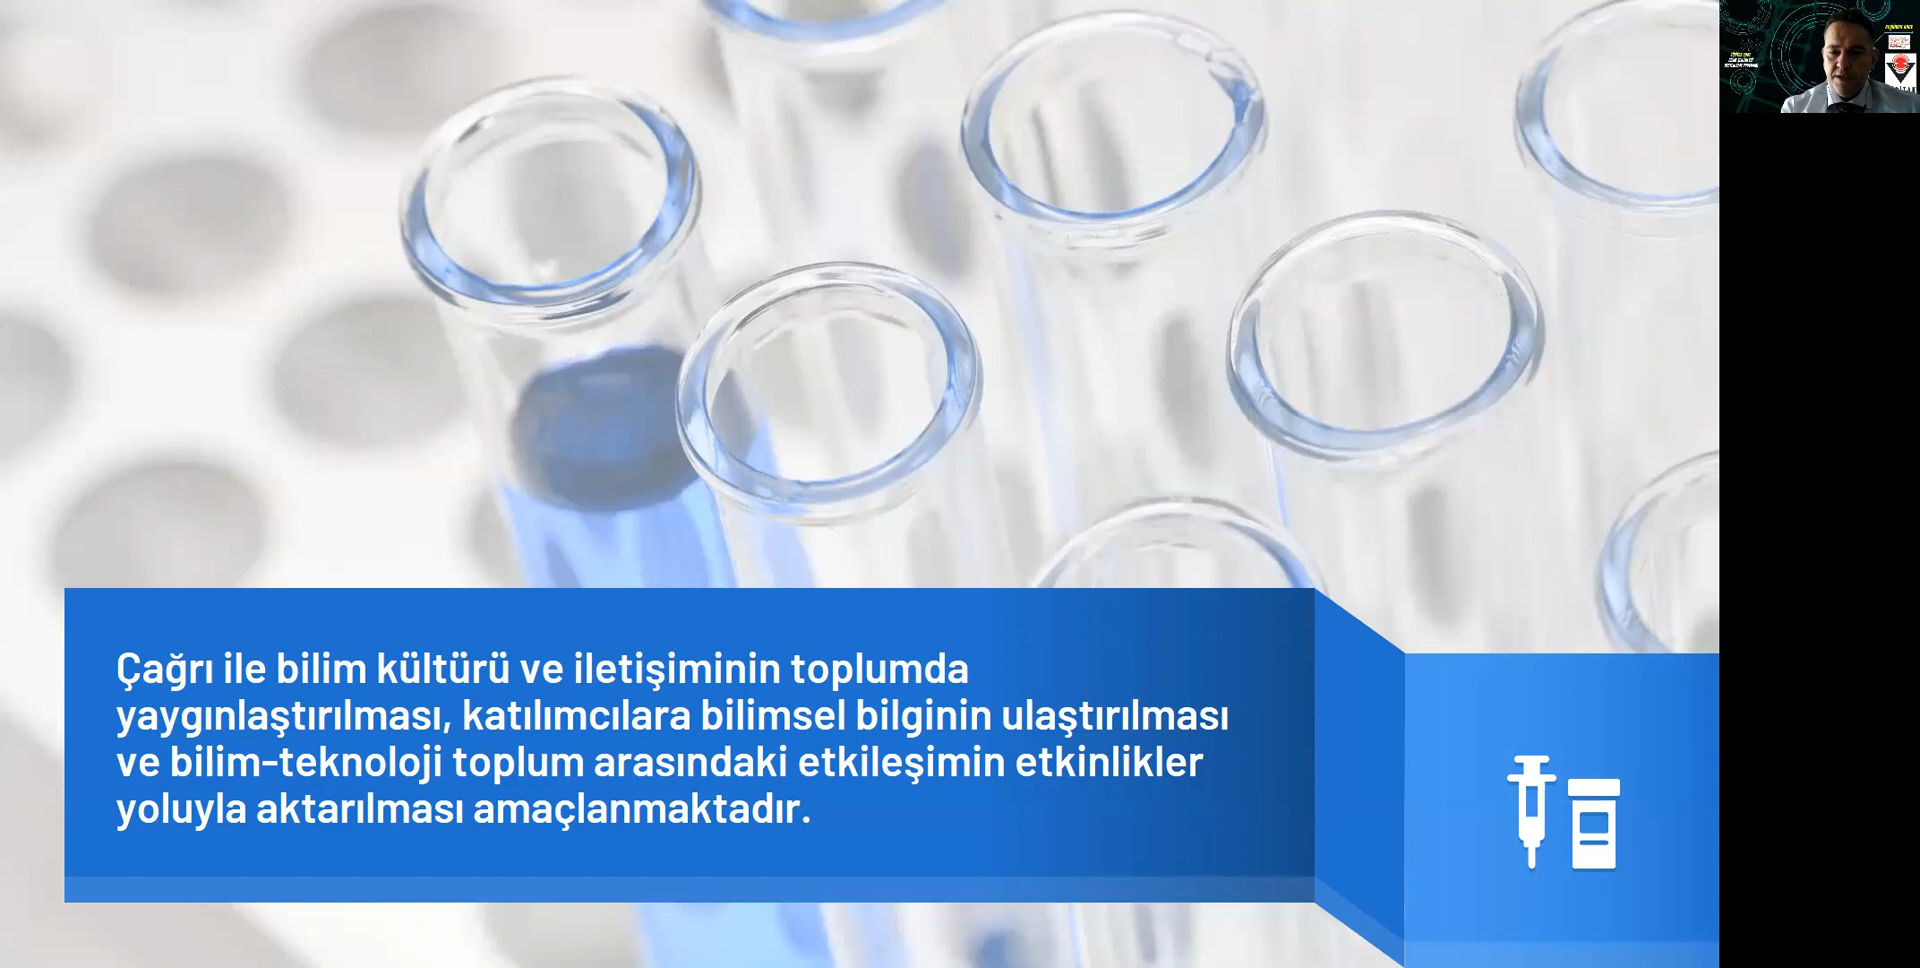 Çağrı ile bilim kültürü ve iletişiminin toplumda
yaygınlaştırılması, katılımcılara bilimsel bilginin ulaştırılması
ve bilim-teknoloji toplum arasındaki etkileşimin etkinlikler
yoluyla aktarılması amaçlanmaktadır.